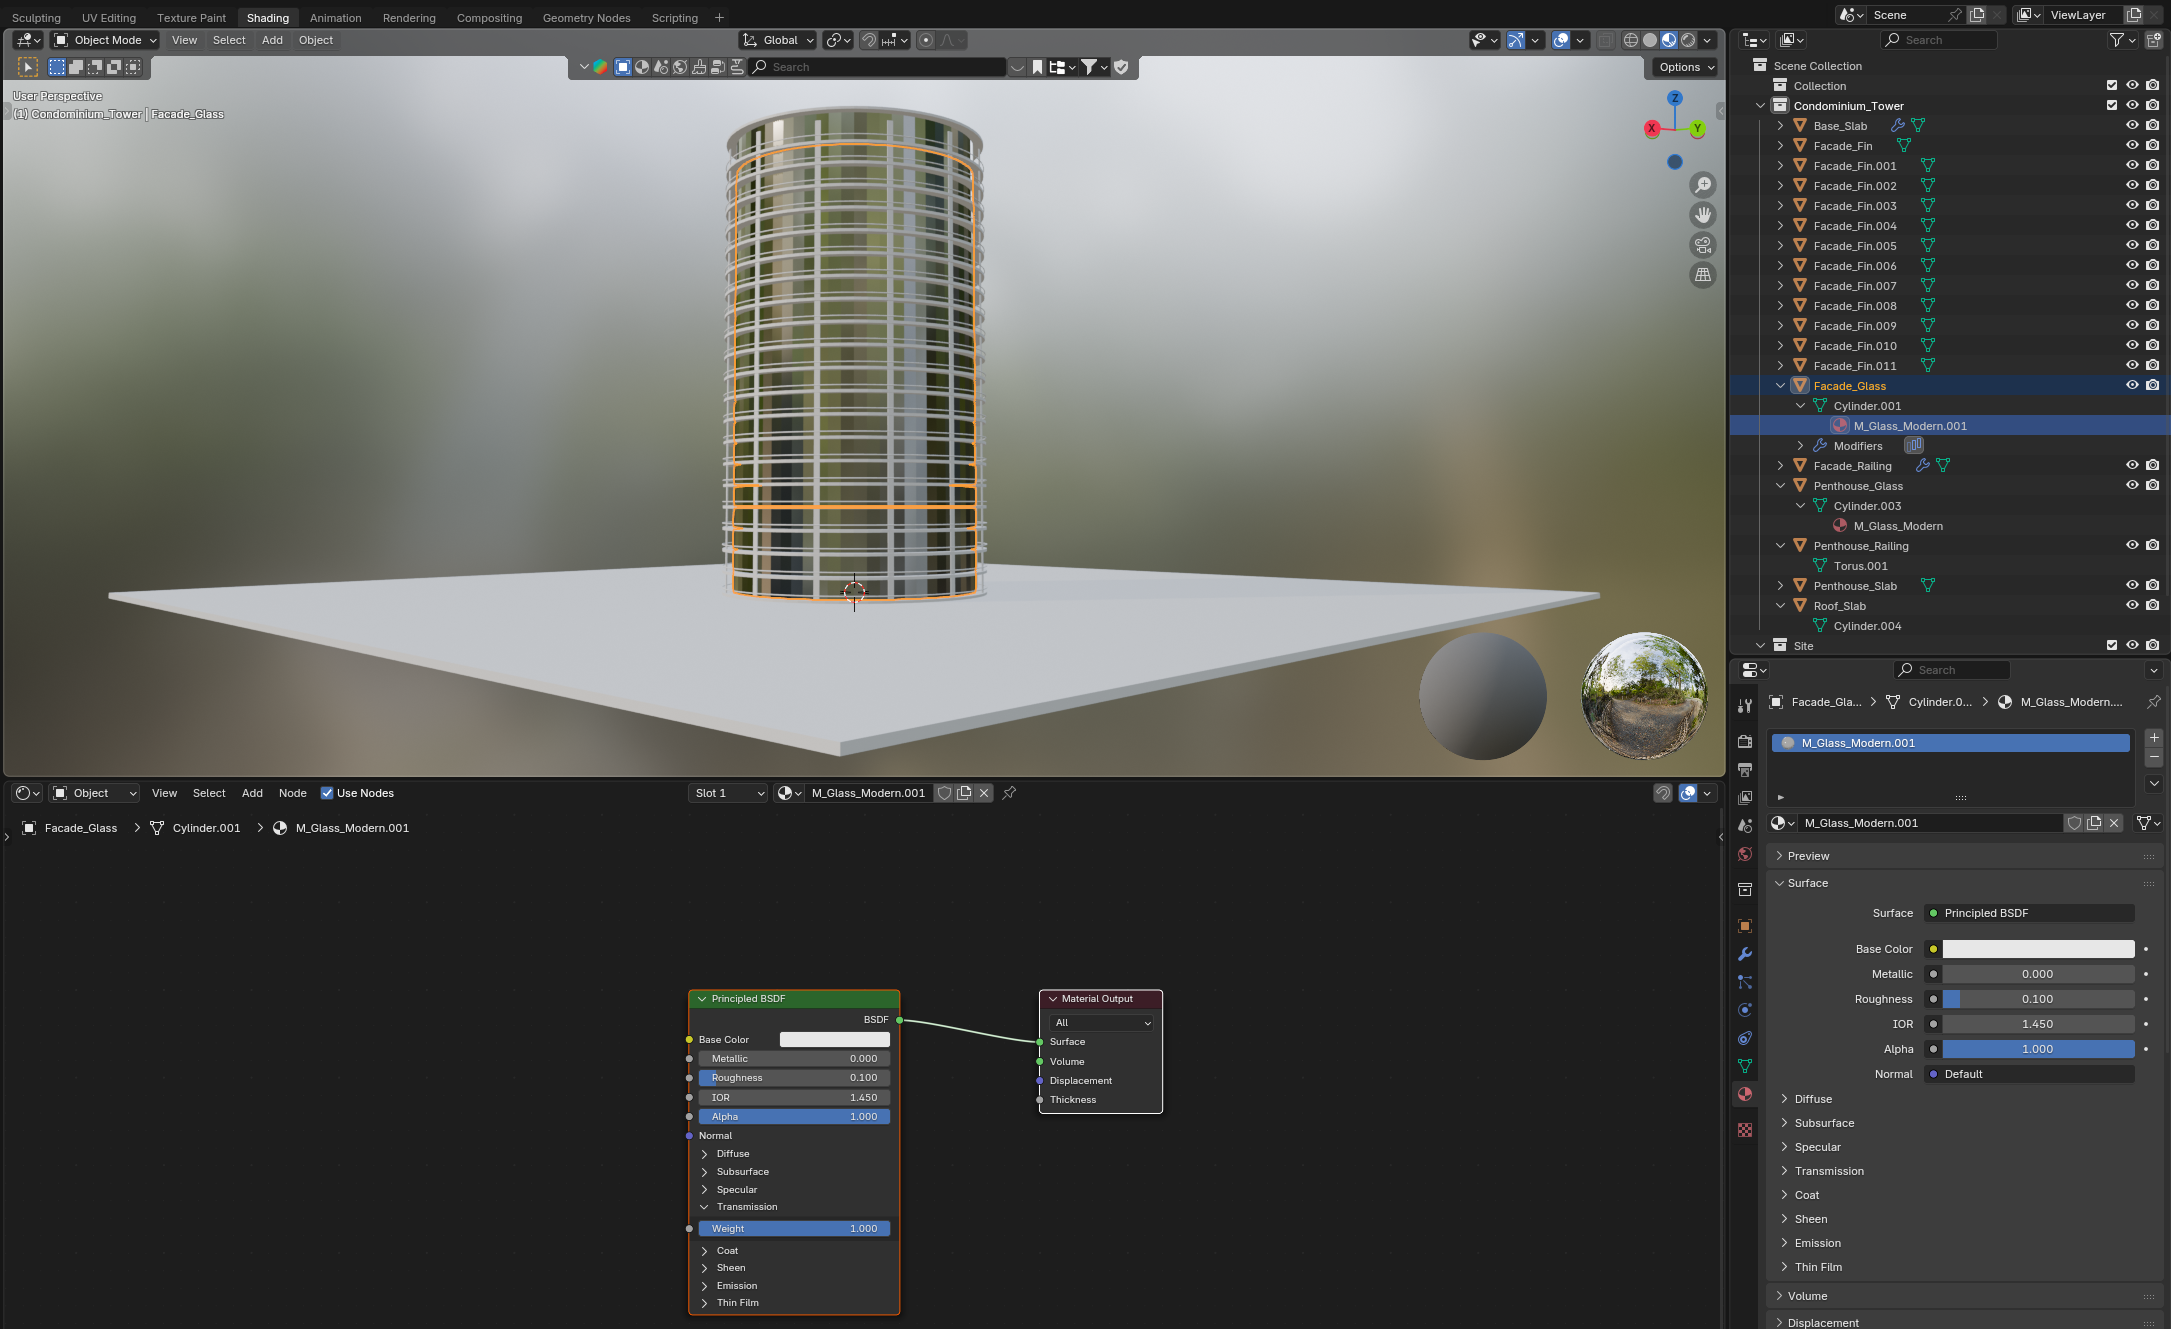 Sculpting UV Editing Texture Paint Shading Animation Rendering Compositing Geometry Nodes Scripting +
Scene
ViewLayer
Object Mode View Select Add Object
Global
Search
Options
User Perspective
(1) Condominium_Tower | Facade_Glass
Z
X
Y
Search
Scene Collection
Collection
Condominium_Tower
Base_Slab
Facade_Fin
Facade_Fin.001
Facade_Fin.002
Facade_Fin.003
Facade_Fin.004
Facade_Fin.005
Facade_Fin.006
Facade_Fin.007
Facade_Fin.008
Facade_Fin.009
Facade_Fin.010
Facade_Fin.011
Facade_Glass
Cylinder.001
M_Glass_Modern.001
Modifiers
Facade_Railing
Penthouse_Glass
Cylinder.003
M_Glass_Modern
Penthouse_Railing
Torus.001
Penthouse_Slab
Roof_Slab
Cylinder.004
Site
Search
Facade_Gla... Cylinder.0... M_Glass_Modern....
M_Glass_Modern.001
M_Glass_Modern.001
Preview
Surface
Surface Principled BSDF
Base Color
Metallic 0.000
Roughness 0.100
IOR 1.450
Alpha 1.000
Normal Default
Diffuse
Subsurface
Specular
Transmission
Coat
Sheen
Emission
Thin Film
Volume
Displacement
Object View Select Add Node Use Nodes
Slot 1
M_Glass_Modern.001
Facade_Glass Cylinder.001 M_Glass_Modern.001
Principled BSDF
BSDF
Base Color
Metallic 0.000
Roughness 0.100
IOR 1.450
Alpha 1.000
Normal
Diffuse
Subsurface
Specular
Transmission
Weight 1.000
Coat
Sheen
Emission
Thin Film
Material Output
All
Surface
Volume
Displacement
Thickness